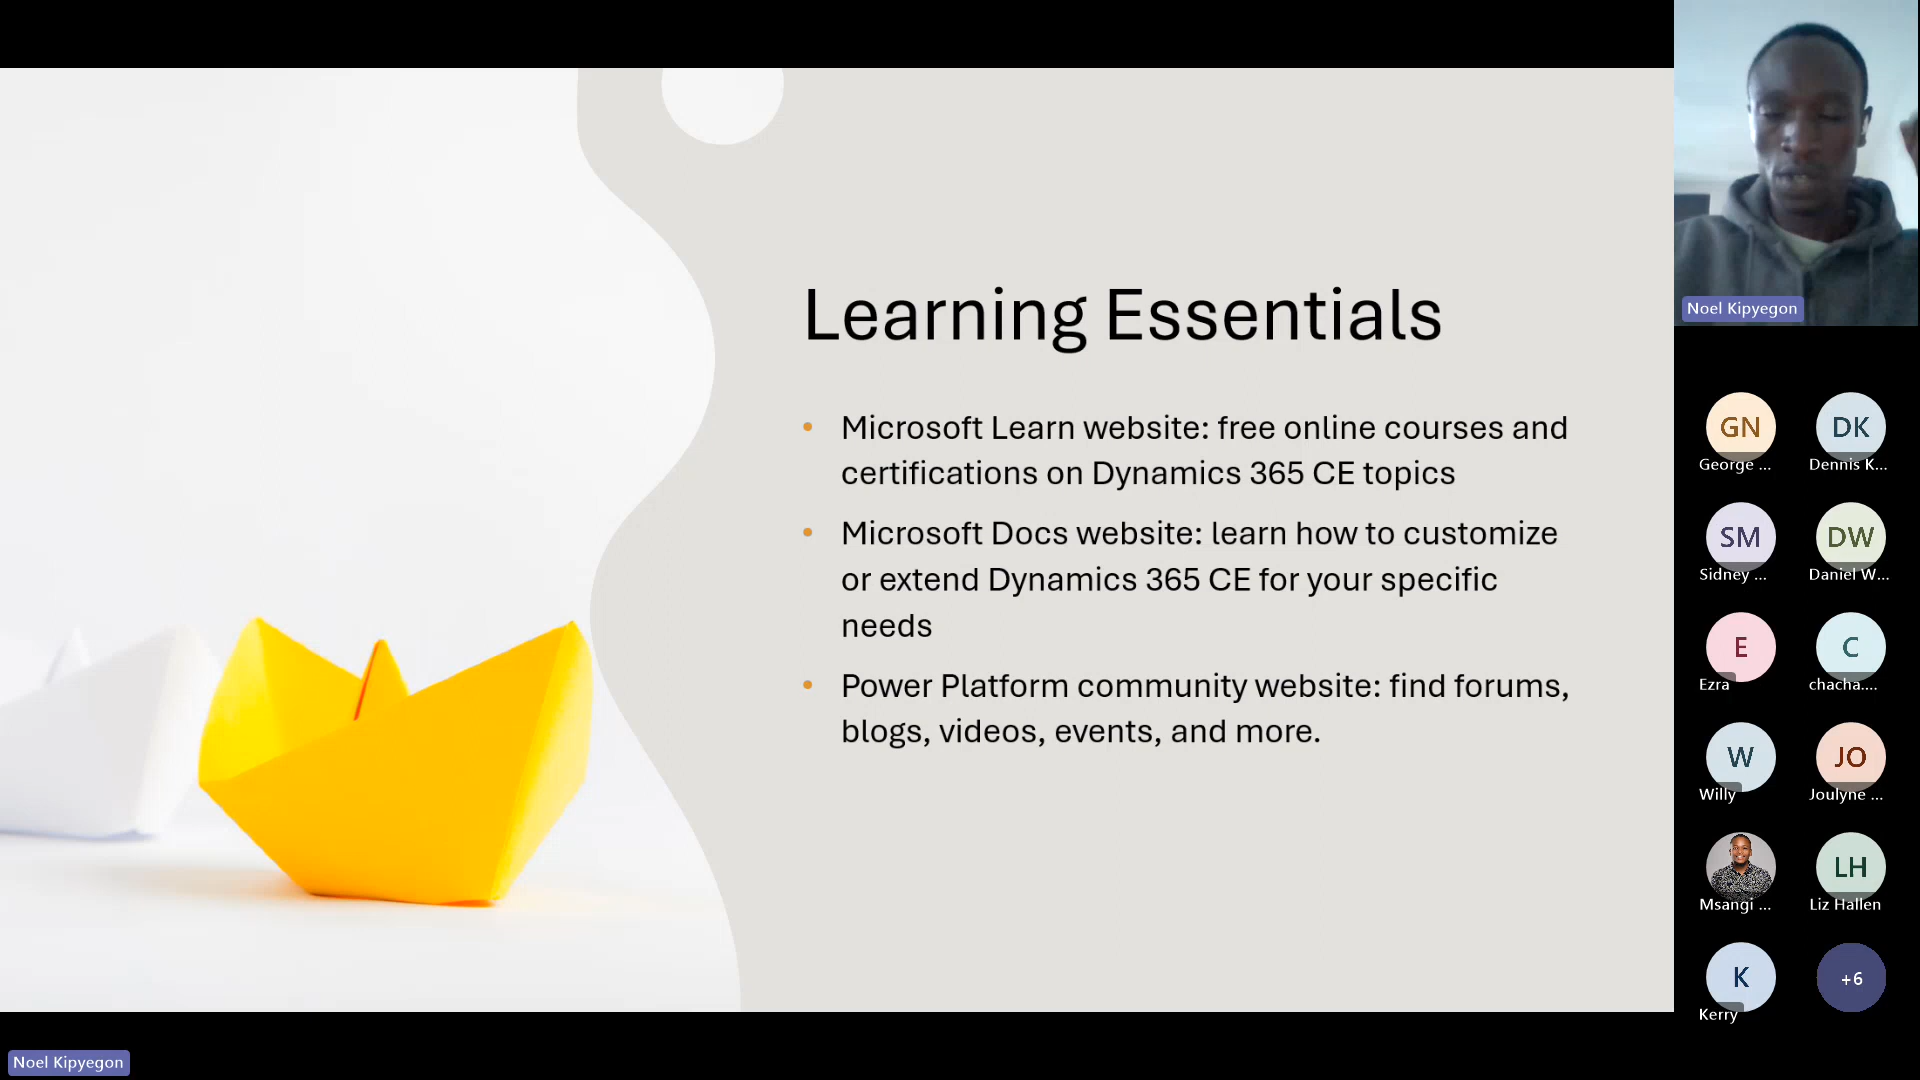 Learning Essentials
• Microsoft Learn website: free online courses and
certifications on Dynamics 365 CE topics
• Microsoft Docs website: learn how to customize
or extend Dynamics 365 CE for your specific
needs
• Power Platform community website: find forums,
blogs, videos, events, and more.
Noel Kipyegon
GN
George ...
DK
Dennis K...
SM
Sidney ...
DW
Daniel W...
E
Ezra
C
chacha....
W
Willy
JO
Joulyne ...
Msangi ...
LH
Liz Hallen
K
Kerry
+6
Noel Kipyegon